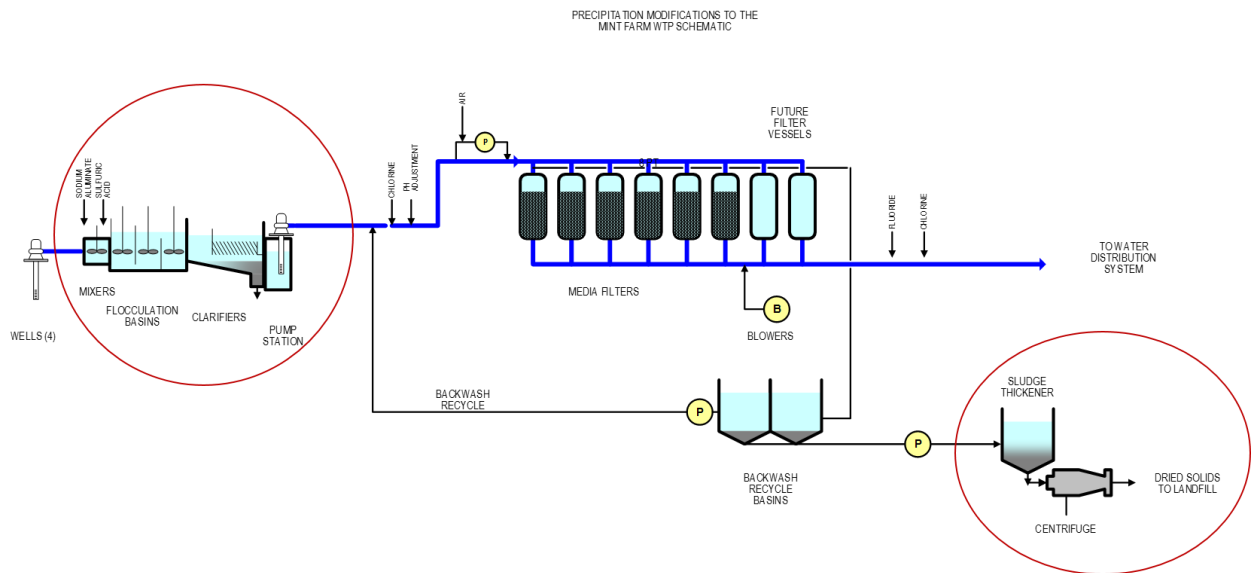 PRECIPITATION MODIFICATIONS TO THE
MINT FARM WTP SCHEMATIC
AIR
P
FUTURE
FILTER
VESSELS
CHLORINE
PH
ADJUSTMENT
SODIUM
ALUMINATE
SULFURIC
ACID
FLUORIDE
CHLORINE
TO WATER
DISTRIBUTION
SYSTEM
MIXERS
FLOCCULATION
BASINS
CLARIFIERS
PUMP
STATION
WELLS (4)
MEDIA FILTERS
B
BLOWERS
BACKWASH
RECYCLE
P
P
BACKWASH
RECYCLE
BASINS
SLUDGE
THICKENER
DRIED SOLIDS
TO LANDFILL
CENTRIFUGE